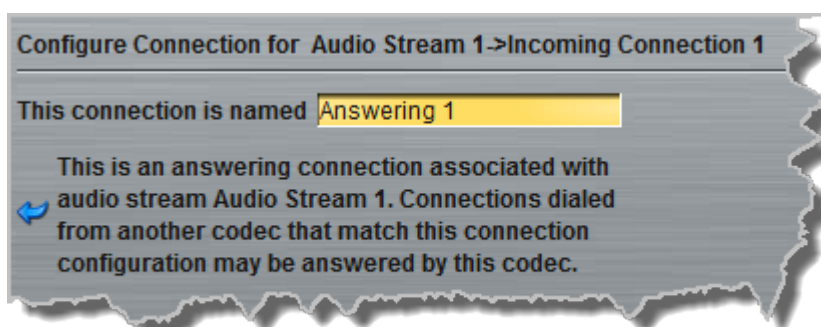 Configure Connection for Audio Stream 1->Incoming Connection 1
This connection is named Answering 1
This is an answering connection associated with
audio stream Audio Stream 1. Connections dialed
from another codec that match this connection
configuration may be answered by this codec.